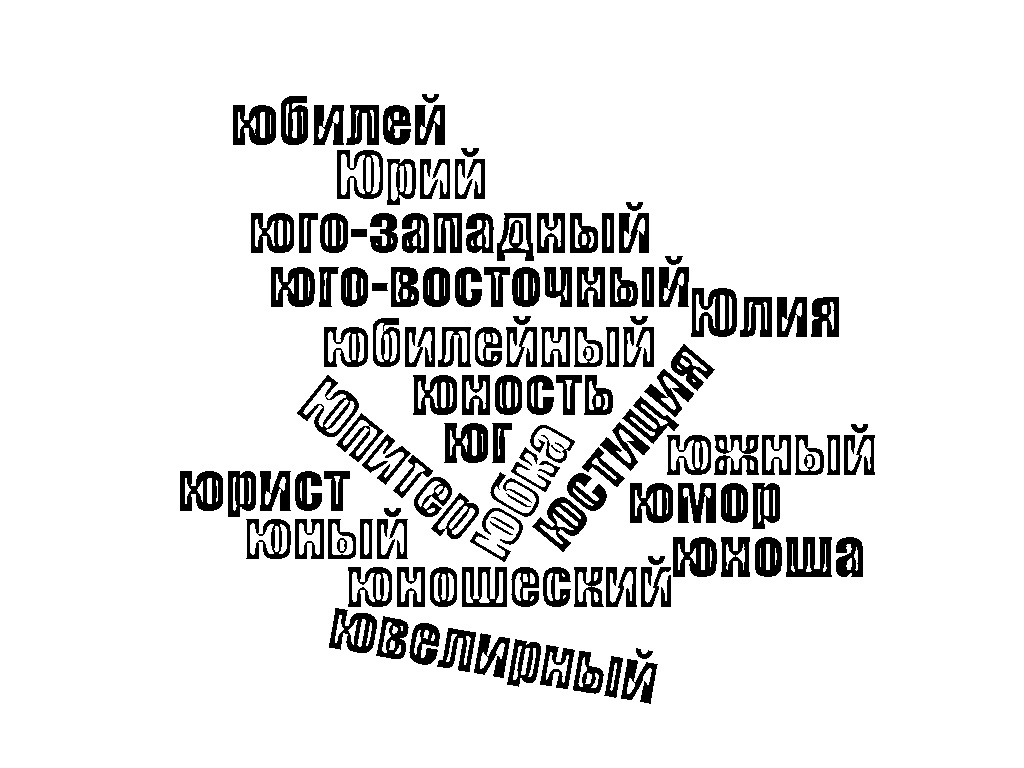 юбилей
Юрий
юго-западный
юго-восточный
Юлия
юбилейный
юность
Юпитер
юг
юбка
юстиция
южный
юрист
юмор
юный
юноша
юношеский
ювелирный